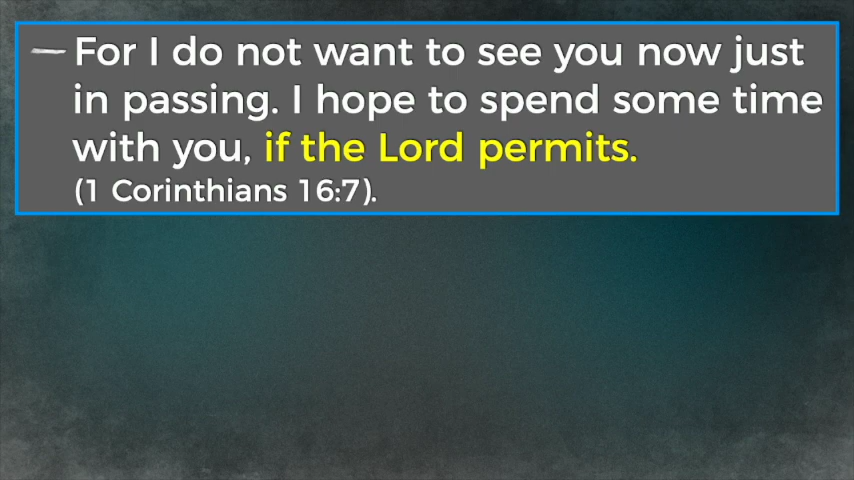 — For I do not want to see you now just
in passing. I hope to spend some time
with you, if the Lord permits.
(1 Corinthians 16:7).